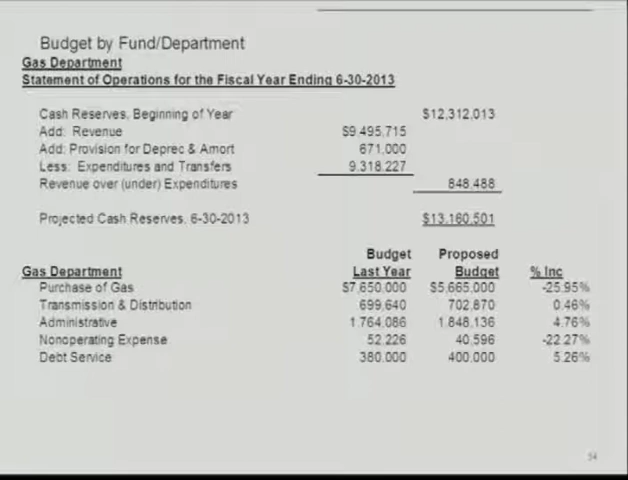 Budget by Fund/Department
Gas Department
Statement of Operations for the Fiscal Year Ending 6-30-2013
Cash Reserves, Beginning of Year $12,312,013
Add: Revenue $9,495,715
Add: Provision for Deprec & Amort 671,000
Less: Expenditures and Transfers 9,318,227
Revenue over (under) Expenditures 848,488
Projected Cash Reserves, 6-30-2013 $13,160,501
Budget Proposed
Gas Department Last Year Budget % Inc
Purchase of Gas $7,650,000 $5,665,000 -25.95%
Transmission & Distribution 699,640 702,870 0.46%
Administrative 1,764,086 1,848,136 4.76%
Nonoperating Expense 52,226 40,596 -22.27%
Debt Service 380,000 400,000 5.26%